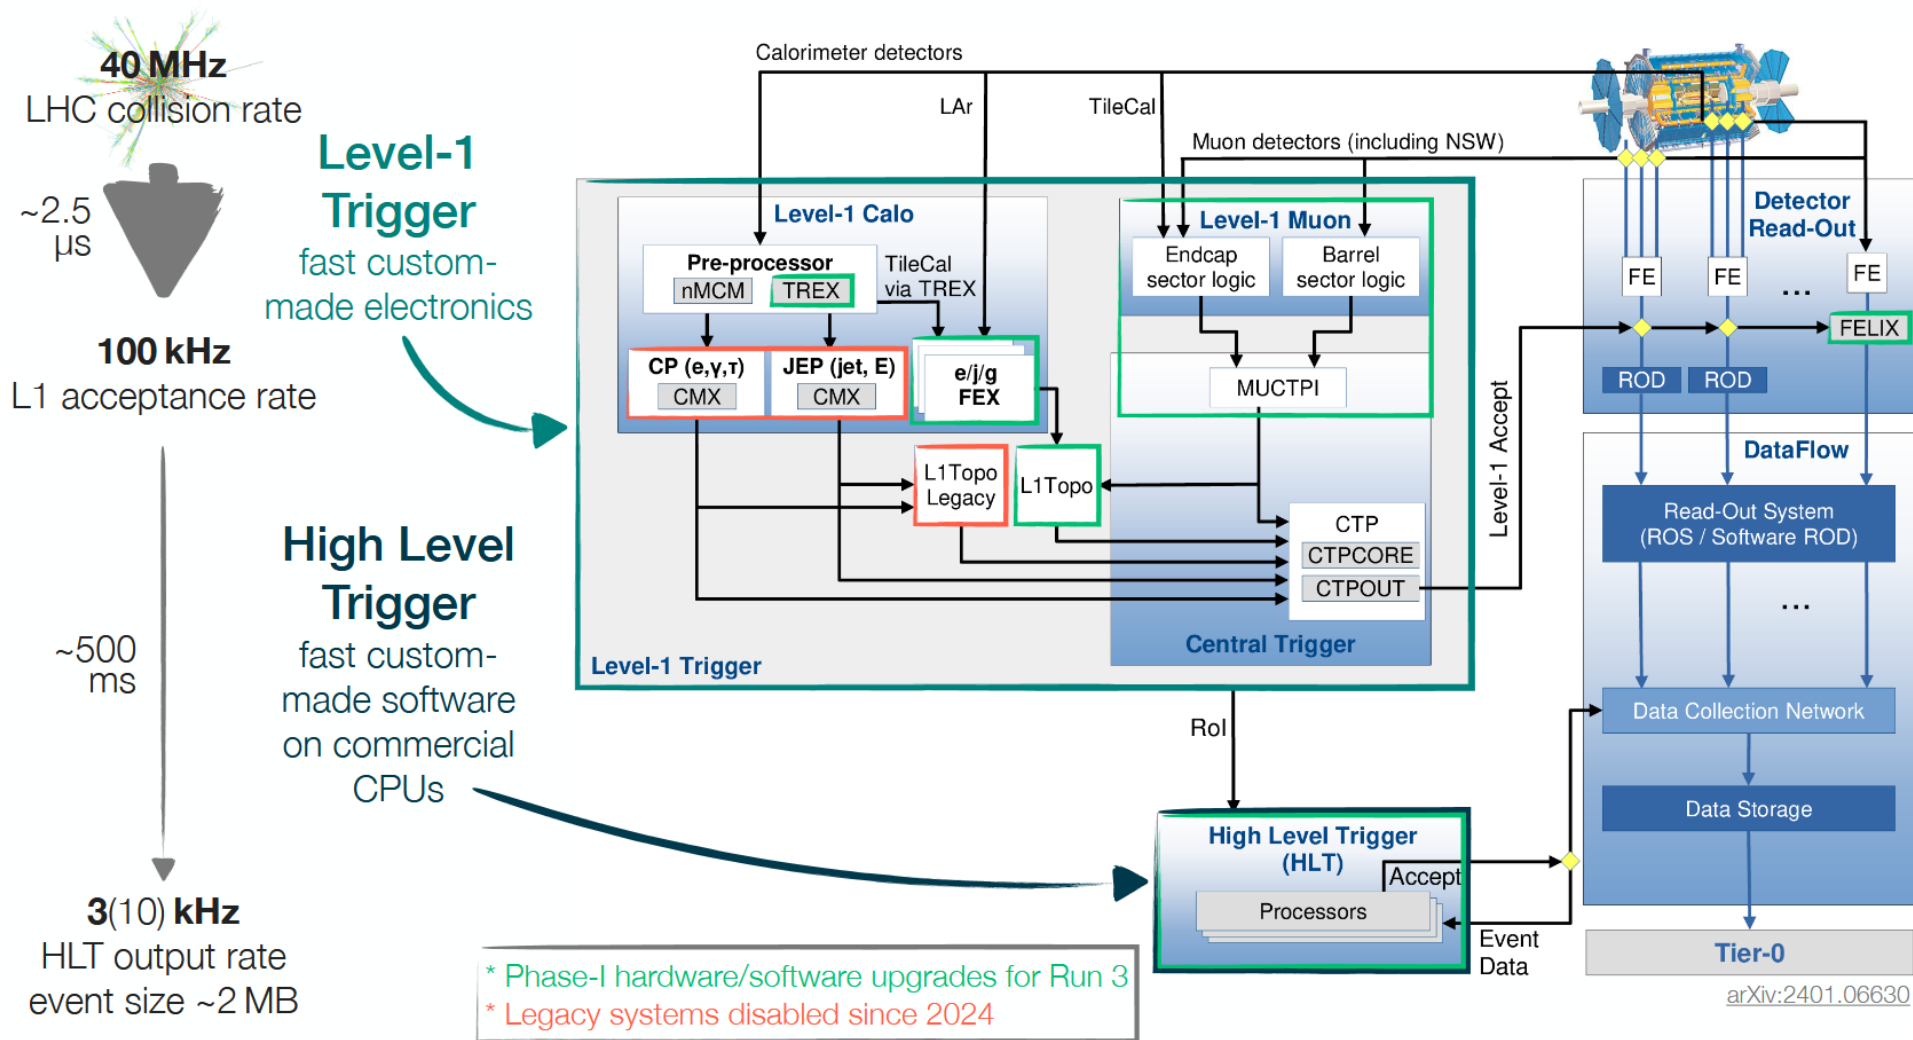 40 MHz
LHC collision rate
~2.5
µs
100 kHz
L1 acceptance rate
~500
ms
3(10) kHz
HLT output rate
event size ~2 MB
Level-1
Trigger
fast custom-
made electronics
High Level
Trigger
fast custom-
made software
on commercial
CPUs
Calorimeter detectors
LAr
TileCal
Muon detectors (including NSW)
Level-1 Calo
Pre-processor
nMCM
TREX
TileCal
via TREX
CP (e,γ,τ)
CMX
JEP (jet, E)
CMX
e/j/g
FEX
Level-1 Muon
Endcap
sector logic
Barrel
sector logic
MUCTPI
L1Topo
Legacy
L1Topo
CTP
CTPCORE
CTPOUT
Central Trigger
Level-1 Trigger
Level-1 Accept
RoI
High Level Trigger
(HLT)
Accept
Processors
Event
Data
Detector
Read-Out
FE
FE
...
FE
FELIX
ROD
ROD
DataFlow
Read-Out System
(ROS / Software ROD)
...
Data Collection Network
Data Storage
Tier-0
arXiv:2401.06630
* Phase-I hardware/software upgrades for Run 3
* Legacy systems disabled since 2024